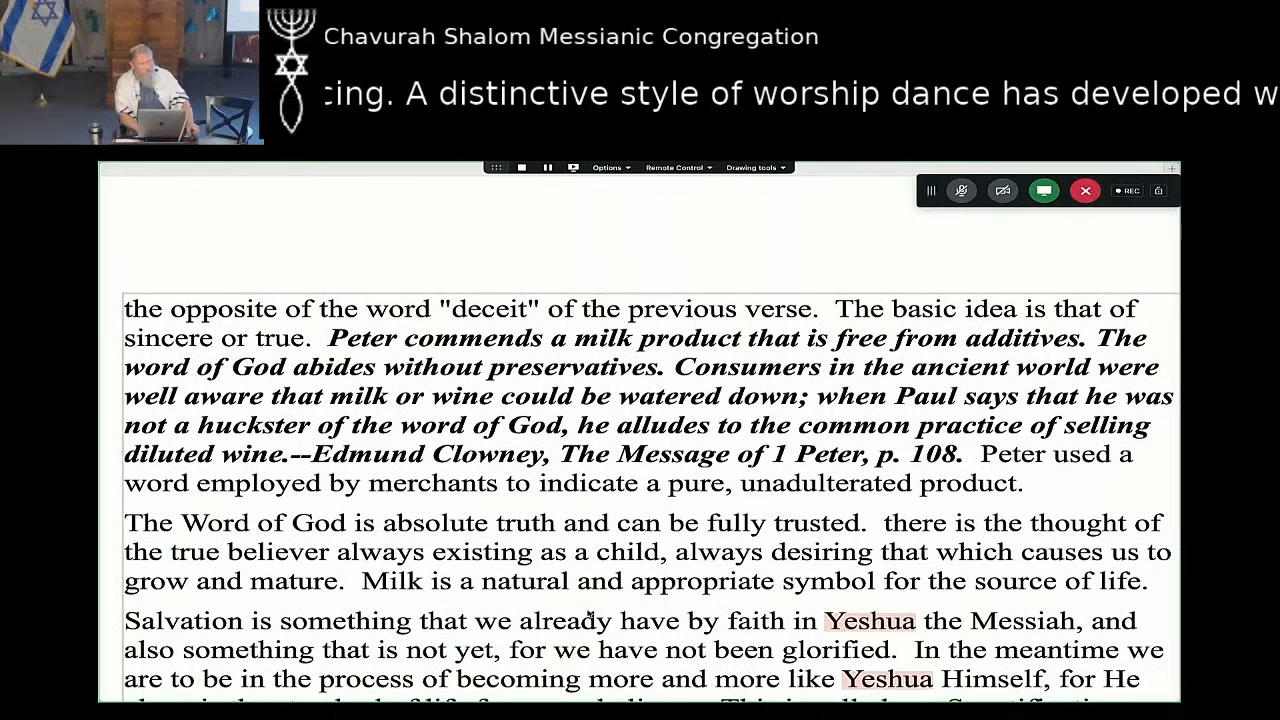 Chavurah Shalom Messianic Congregation
cing. A distinctive style of worship dance has developed w
Options
Remote Control
Drawing tools
REC
the opposite of the word "deceit" of the previous verse.  The basic idea is that of
sincere or true.  Peter commends a milk product that is free from additives. The
word of God abides without preservatives. Consumers in the ancient world were
well aware that milk or wine could be watered down; when Paul says that he was
not a huckster of the word of God, he alludes to the common practice of selling
diluted wine.--Edmund Clowney, The Message of 1 Peter, p. 108.  Peter used a
word employed by merchants to indicate a pure, unadulterated product.
The Word of God is absolute truth and can be fully trusted.  there is the thought of
the true believer always existing as a child, always desiring that which causes us to
grow and mature.  Milk is a natural and appropriate symbol for the source of life.
Salvation is something that we already have by faith in Yeshua the Messiah, and
also something that is not yet, for we have not been glorified.  In the meantime we
are to be in the process of becoming more and more like Yeshua Himself, for He